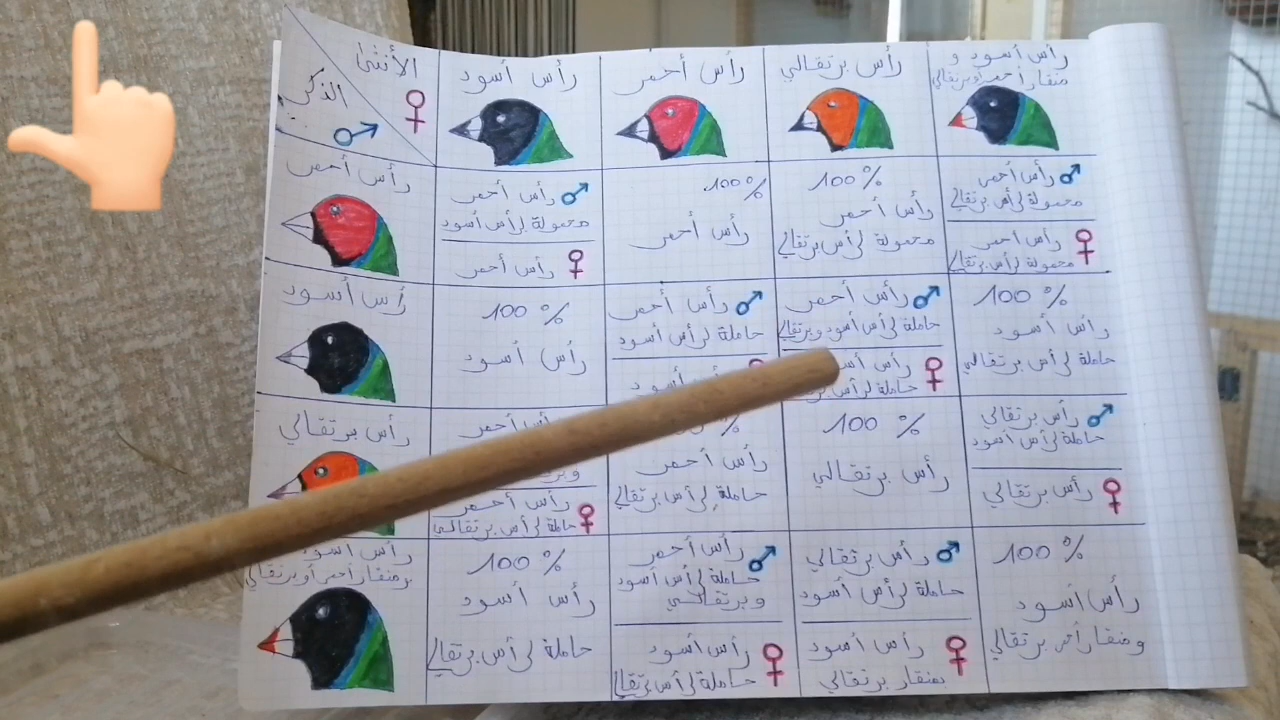 الأنثى
الذكر
رأس أسود
رأس أحمر
رأس برتقالي
رأس أسود و
منقار أحمر أو برتقالي
رأس أحمر
رأس أحمر
محمولة لرأس أسود
رأس أحمر
100%
رأس أحمر
100%
رأس أحمر
محمولة لرأس برتقالي
رأس أحمر
محمولة لرأس برتقالي
رأس أحمر
محمولة لرأس برتقالي
رأس أسود
100 %
رأس أسود
رأس أحمر
حاملة لرأس أسود
رأس أحمر
حاملة لرأس أسود وبرتقالي
حاملة لرأس
100 %
رأس أسود
حاملة لرأس برتقالي
رأس برتقالي
رأس أحمر
رأس أحمر
حاملة لرأس برتقالي
%
رأس أحمر
حاملة لرأس برتقالي
100 %
رأس برتقالي
رأس برتقالي
حاملة لرأس أسود
رأس برتقالي
رأس أسود
بمنقار أحمر أو برتقالي
100 %
رأس أسود
حاملة لرأس برتقالي
رأس أحمر
حاملة لرأس أسود
وبرتقالي
رأس أسود
حاملة لرأس برتقالي
رأس برتقالي
حاملة لرأس أسود
رأس أسود
بمنقار برتقالي
100 %
رأس أسود
ومنقار برتقالي